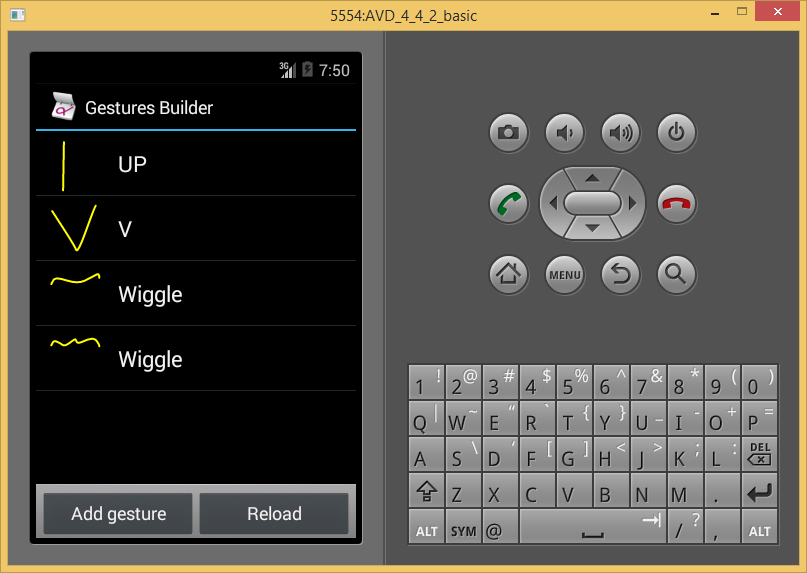 5554:AVD_4_4_2_basic
3G 7:50
Gestures Builder
UP
V
Wiggle
Wiggle
Add gesture Reload
MENU
1 ! 2 @ 3 # 4 $ 5 % 6 ^ 7 & 8 * 9 ( 0 )
Q | W ~ E “ R ` T { Y } U _ I - O + P =
A S \ D ‘ F [ G ] H < J > K ; L : DEL
Z X C V B N M .
ALT SYM @ / ? , ALT